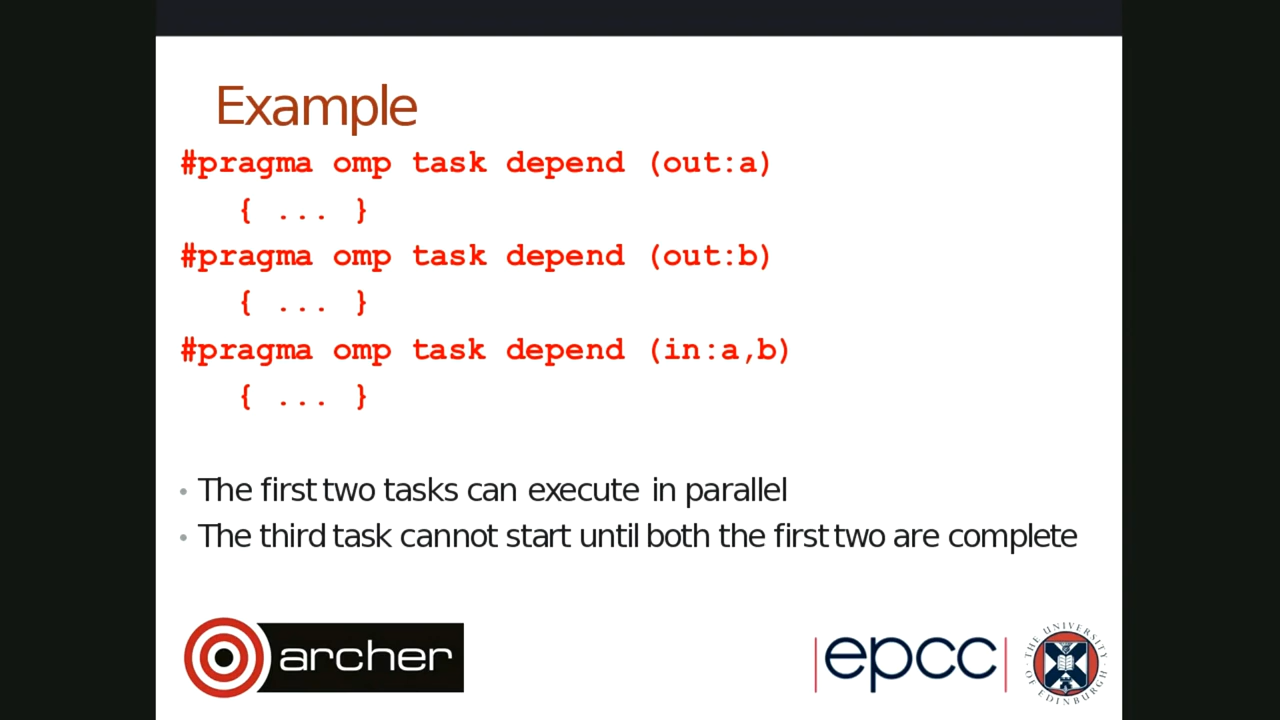 Example
#pragma omp task depend (out:a)
{ ... }
#pragma omp task depend (out:b)
{ ... }
#pragma omp task depend (in:a,b)
{ ... }
• The first two tasks can execute in parallel
• The third task cannot start until both the first two are complete
archer
|epcc|
THE UNIVERSITY
OF EDINBURGH